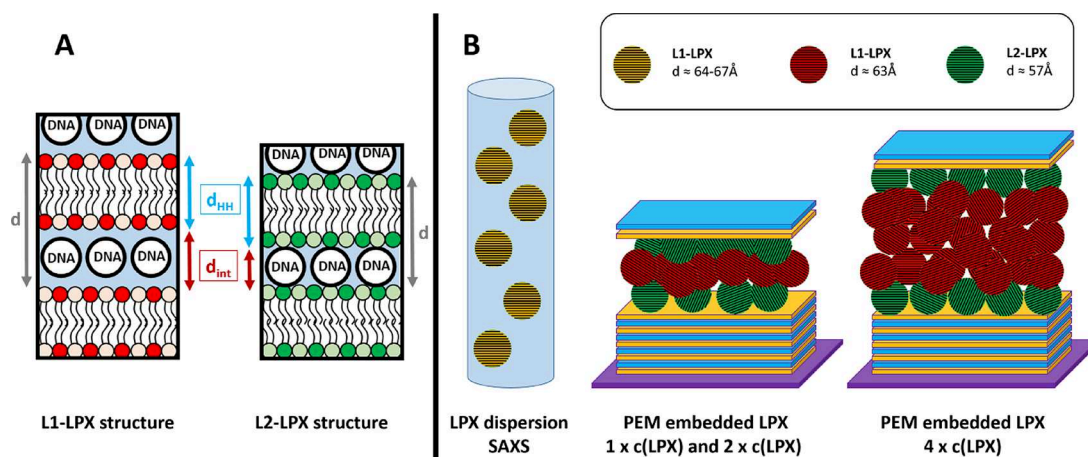 A
DNA DNA DNA
d
DNA DNA DNA
L1-LPX structure
dHH
dint
DNA DNA DNA
d
DNA DNA DNA
L2-LPX structure
B
L1-LPX
d ≈ 64-67Å
L1-LPX
d ≈ 63Å
L2-LPX
d ≈ 57Å
LPX dispersion
SAXS
PEM embedded LPX
1 x c(LPX) and 2 x c(LPX)
PEM embedded LPX
4 x c(LPX)